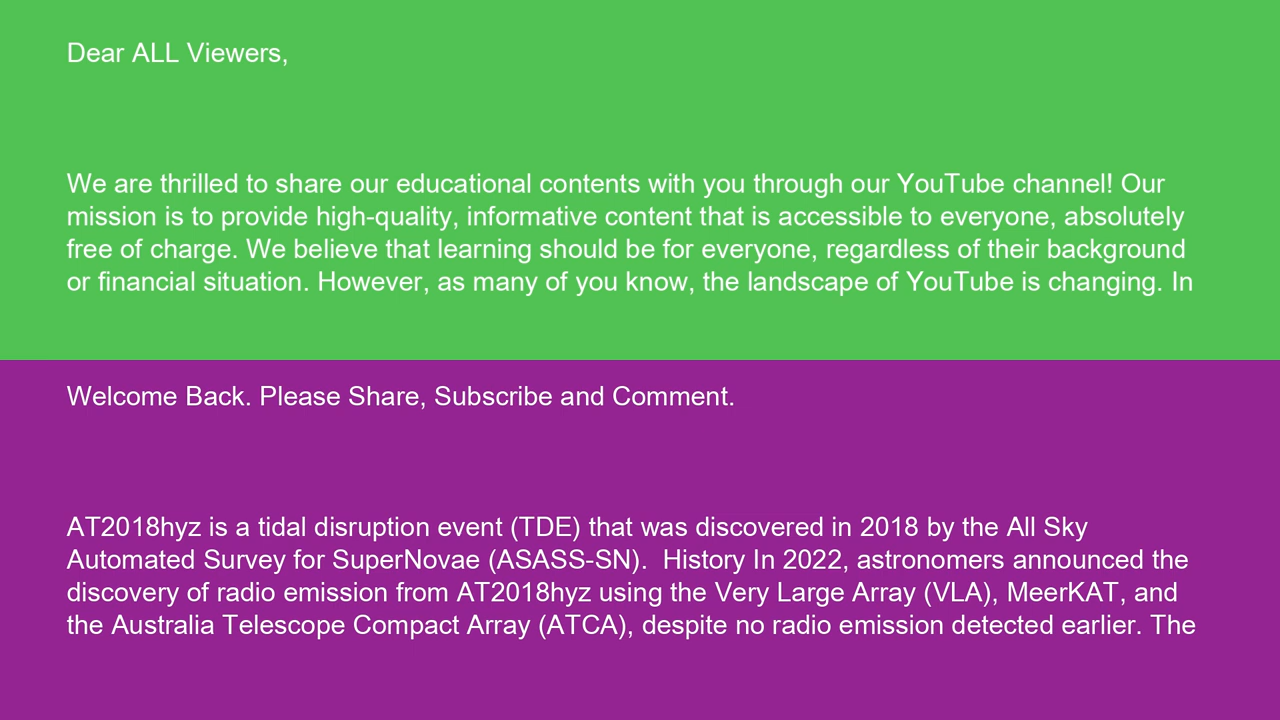 Dear ALL Viewers,
We are thrilled to share our educational contents with you through our YouTube channel! Our
mission is to provide high-quality, informative content that is accessible to everyone, absolutely
free of charge. We believe that learning should be for everyone, regardless of their background
or financial situation. However, as many of you know, the landscape of YouTube is changing. In
Welcome Back. Please Share, Subscribe and Comment.
AT2018hyz is a tidal disruption event (TDE) that was discovered in 2018 by the All Sky
Automated Survey for SuperNovae (ASASS-SN).  History In 2022, astronomers announced the
discovery of radio emission from AT2018hyz using the Very Large Array (VLA), MeerKAT, and
the Australia Telescope Compact Array (ATCA), despite no radio emission detected earlier. The